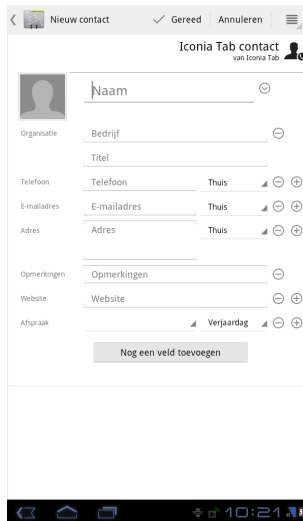 Nieuw contact
Gereed
Annuleren
Iconia Tab contact
van Iconia Tab
Naam
Organisatie
Bedrijf
Titel
Telefoon
Telefoon
Thuis
E-mailadres
E-mailadres
Thuis
Adres
Adres
Thuis
Opmerkingen
Opmerkingen
Website
Website
Afspraak
Verjaardag
Nog een veld toevoegen
10:21